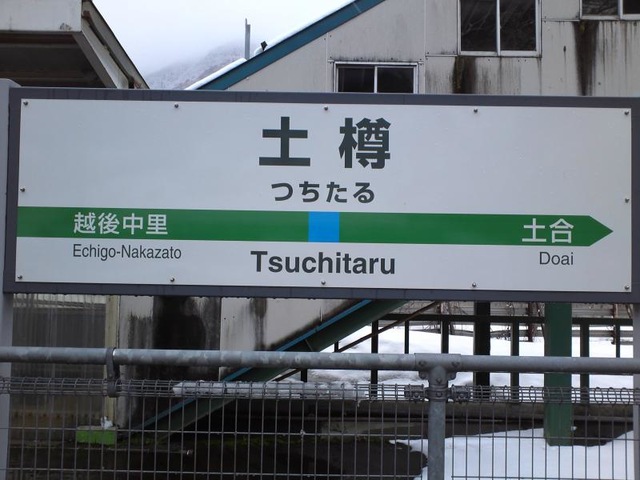 土樽
つちたる
越後中里 土合
Echigo-Nakazato Tsuchitaru Doai